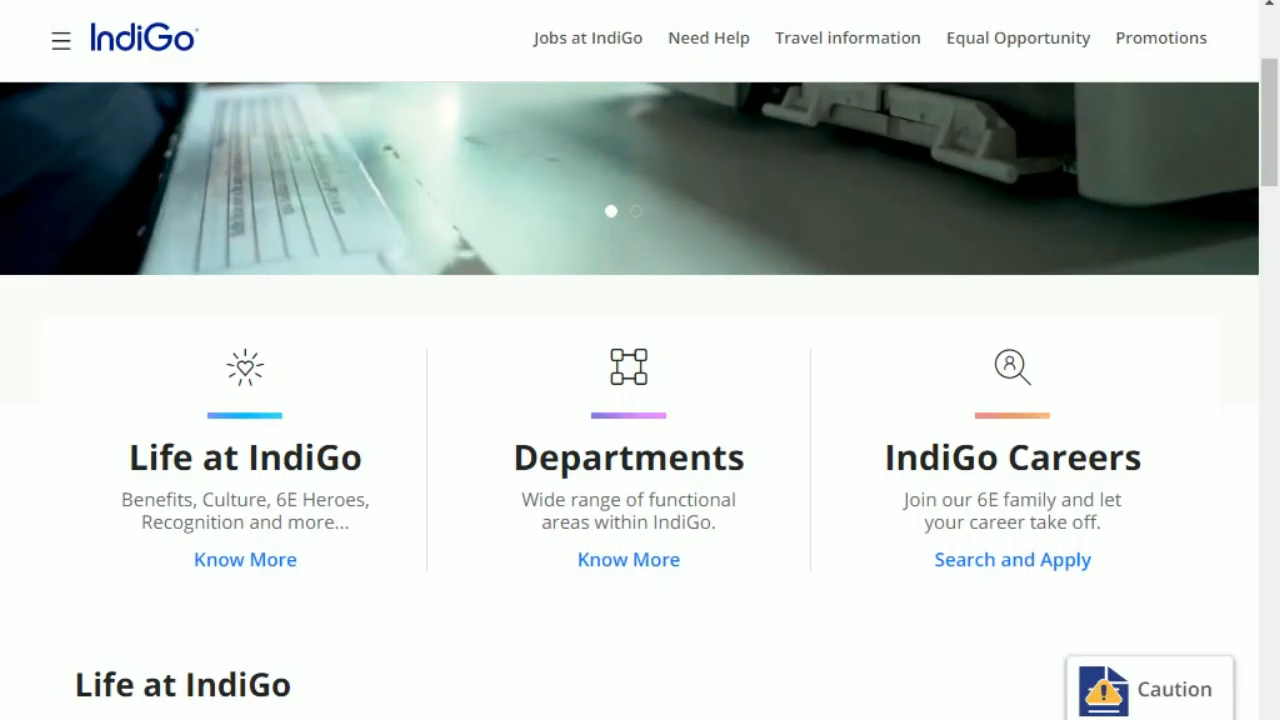 IndiGo
Jobs at IndiGo Need Help Travel information Equal Opportunity Promotions
Life at IndiGo
Benefits, Culture, 6E Heroes,
Recognition and more...
Know More
Departments
Wide range of functional
areas within IndiGo.
Know More
IndiGo Careers
Join our 6E family and let
your career take off.
Search and Apply
Life at IndiGo
Caution